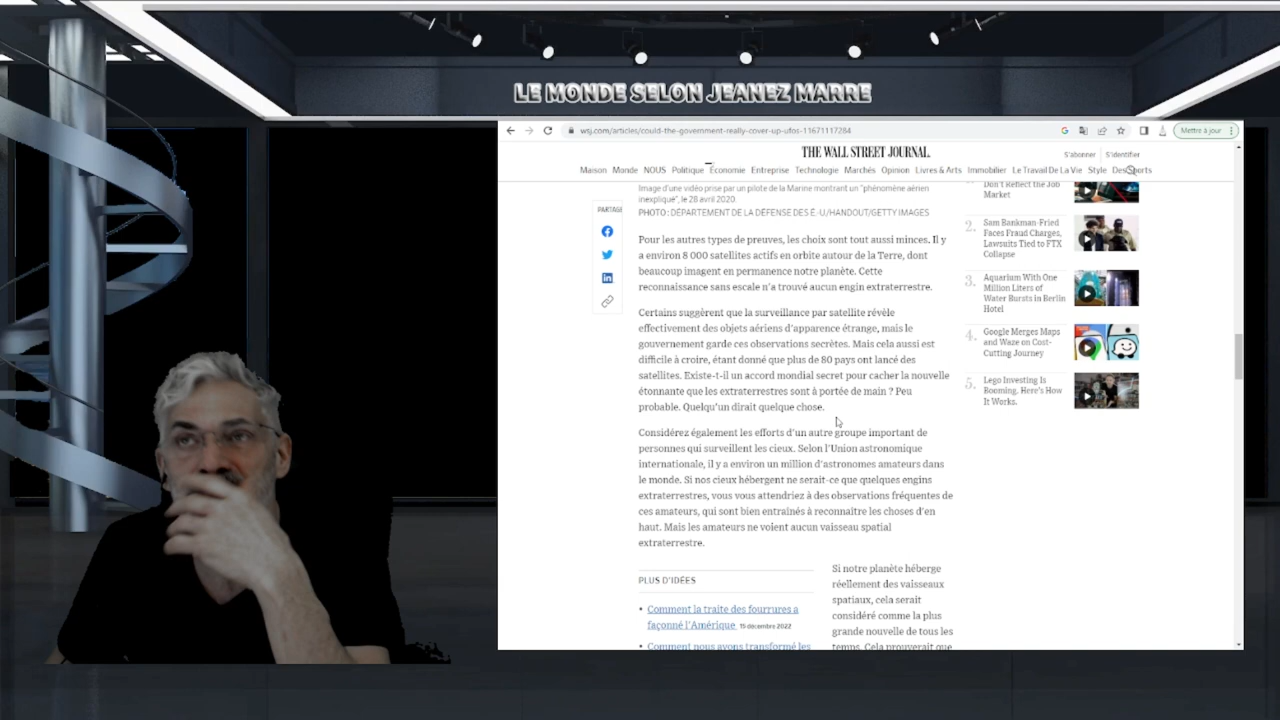 LE MONDE SELON JEANEZ MARRE
wsj.com/articles/could-the-government-really-cover-up-ufos-11671117284
Mettre à jour
THE WALL STREET JOURNAL.
S'abonner
S'identifier
Maison Monde NOUS Politique Économie Entreprise Technologie Marchés Opinion Livres & Arts Immobilier Le Travail De La Vie Style Des Sports
Image d'une vidéo prise par un pilote de la Marine montrant un "phénomène aérien
inexpliqué", le 28 avril 2020.
PHOTO : DÉPARTEMENT DE LA DÉFENSE DES É.-U/HANDOUT/GETTY IMAGES
PARTAGE
Pour les autres types de preuves, les choix sont tout aussi minces. Il y
a environ 8 000 satellites actifs en orbite autour de la Terre, dont
beaucoup imagent en permanence notre planète. Cette
reconnaissance sans escale n'a trouvé aucun engin extraterrestre.
Certains suggèrent que la surveillance par satellite révèle
effectivement des objets aériens d'apparence étrange, mais le
gouvernement garde ces observations secrètes. Mais cela aussi est
difficile à croire, étant donné que plus de 80 pays ont lancé des
satellites. Existe-t-il un accord mondial secret pour cacher la nouvelle
étonnante que les extraterrestres sont à portée de main ? Peu
probable. Quelqu'un dirait quelque chose.
Considérez également les efforts d'un autre groupe important de
personnes qui surveillent les cieux. Selon l'Union astronomique
internationale, il y a environ un million d'astronomes amateurs dans
le monde. Si nos cieux hébergent ne serait-ce que quelques engins
extraterrestres, vous vous attendriez à des observations fréquentes de
ces amateurs, qui sont bien entrainés à reconnaître les choses d'en
haut. Mais les amateurs ne voient aucun vaisseau spatial
extraterrestre.
PLUS D'IDÉES
• Comment la traite des fourrures a
façonné l'Amérique 15 décembre 2022
• Comment nous avons transformé les
Si notre planète héberge
réellement des vaisseaux
spatiaux, cela serait
considéré comme la plus
grande nouvelle de tous les
temps. Cela prouverait que
Don't Reflect the Job
Market
2. Sam Bankman-Fried
Faces Fraud Charges,
Lawsuits Tied to FTX
Collapse
3. Aquarium With One
Million Liters of
Water Bursts in Berlin
Hotel
4. Google Merges Maps
and Waze on Cost-
Cutting Journey
5. Lego Investing Is
Booming, Here's How
It Works.